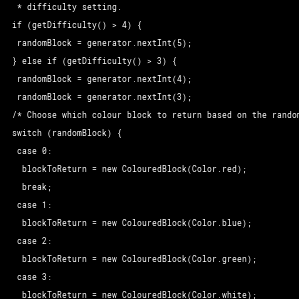 * difficulty setting.
if (getDifficulty() > 4) {
randomBlock = generator.nextInt(5);
} else if (getDifficulty() > 3) {
randomBlock = generator.nextInt(4);
randomBlock = generator.nextInt(3);
/* Choose which colour block to return based on the random
switch (randomBlock) {
case 0:
blockToReturn = new ColouredBlock(Color.red);
break;
case 1:
blockToReturn = new ColouredBlock(Color.blue);
case 2:
blockToReturn = new ColouredBlock(Color.green);
case 3:
blockToReturn = new ColouredBlock(Color.white);